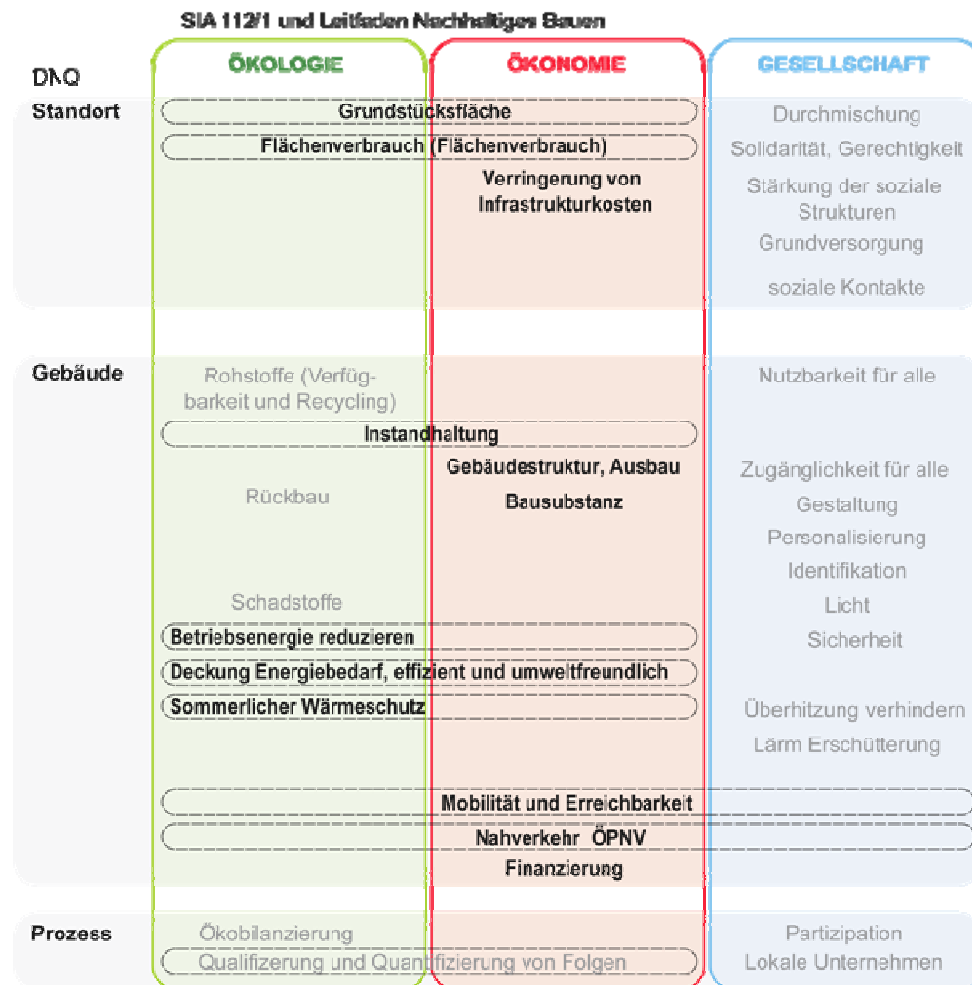 SIA 112/1 und Leitfaden Nachhaltiges Bauen
DNQ
ÖKOLOGIE
ÖKONOMIE
GESELLSCHAFT
Standort
Grundstücksfläche
Durchmischung
Flächenverbrauch (Flächenverbrauch)
Solidarität, Gerechtigkeit
Verringerung von
Infrastrukturkosten
Stärkung der soziale
Strukturen
Grundversorgung
soziale Kontakte
Gebäude
Rohstoffe (Verfüg-
barkeit und Recycling)
Nutzbarkeit für alle
Instandhaltung
Gebäudestruktur, Ausbau
Zugänglichkeit für alle
Rückbau
Bausubstanz
Gestaltung
Personalisierung
Identifikation
Schadstoffe
Licht
Betriebsenergie reduzieren
Sicherheit
Deckung Energiebedarf, effizient und umweltfreundlich
Sommerlicher Wärmeschutz
Überhitzung verhindern
Lärm Erschütterung
Mobilität und Erreichbarkeit
Nahverkehr ÖPNV
Finanzierung
Prozess
Ökobilanzierung
Partizipation
Qualifizerung und Quantifizierung von Folgen
Lokale Unternehmen